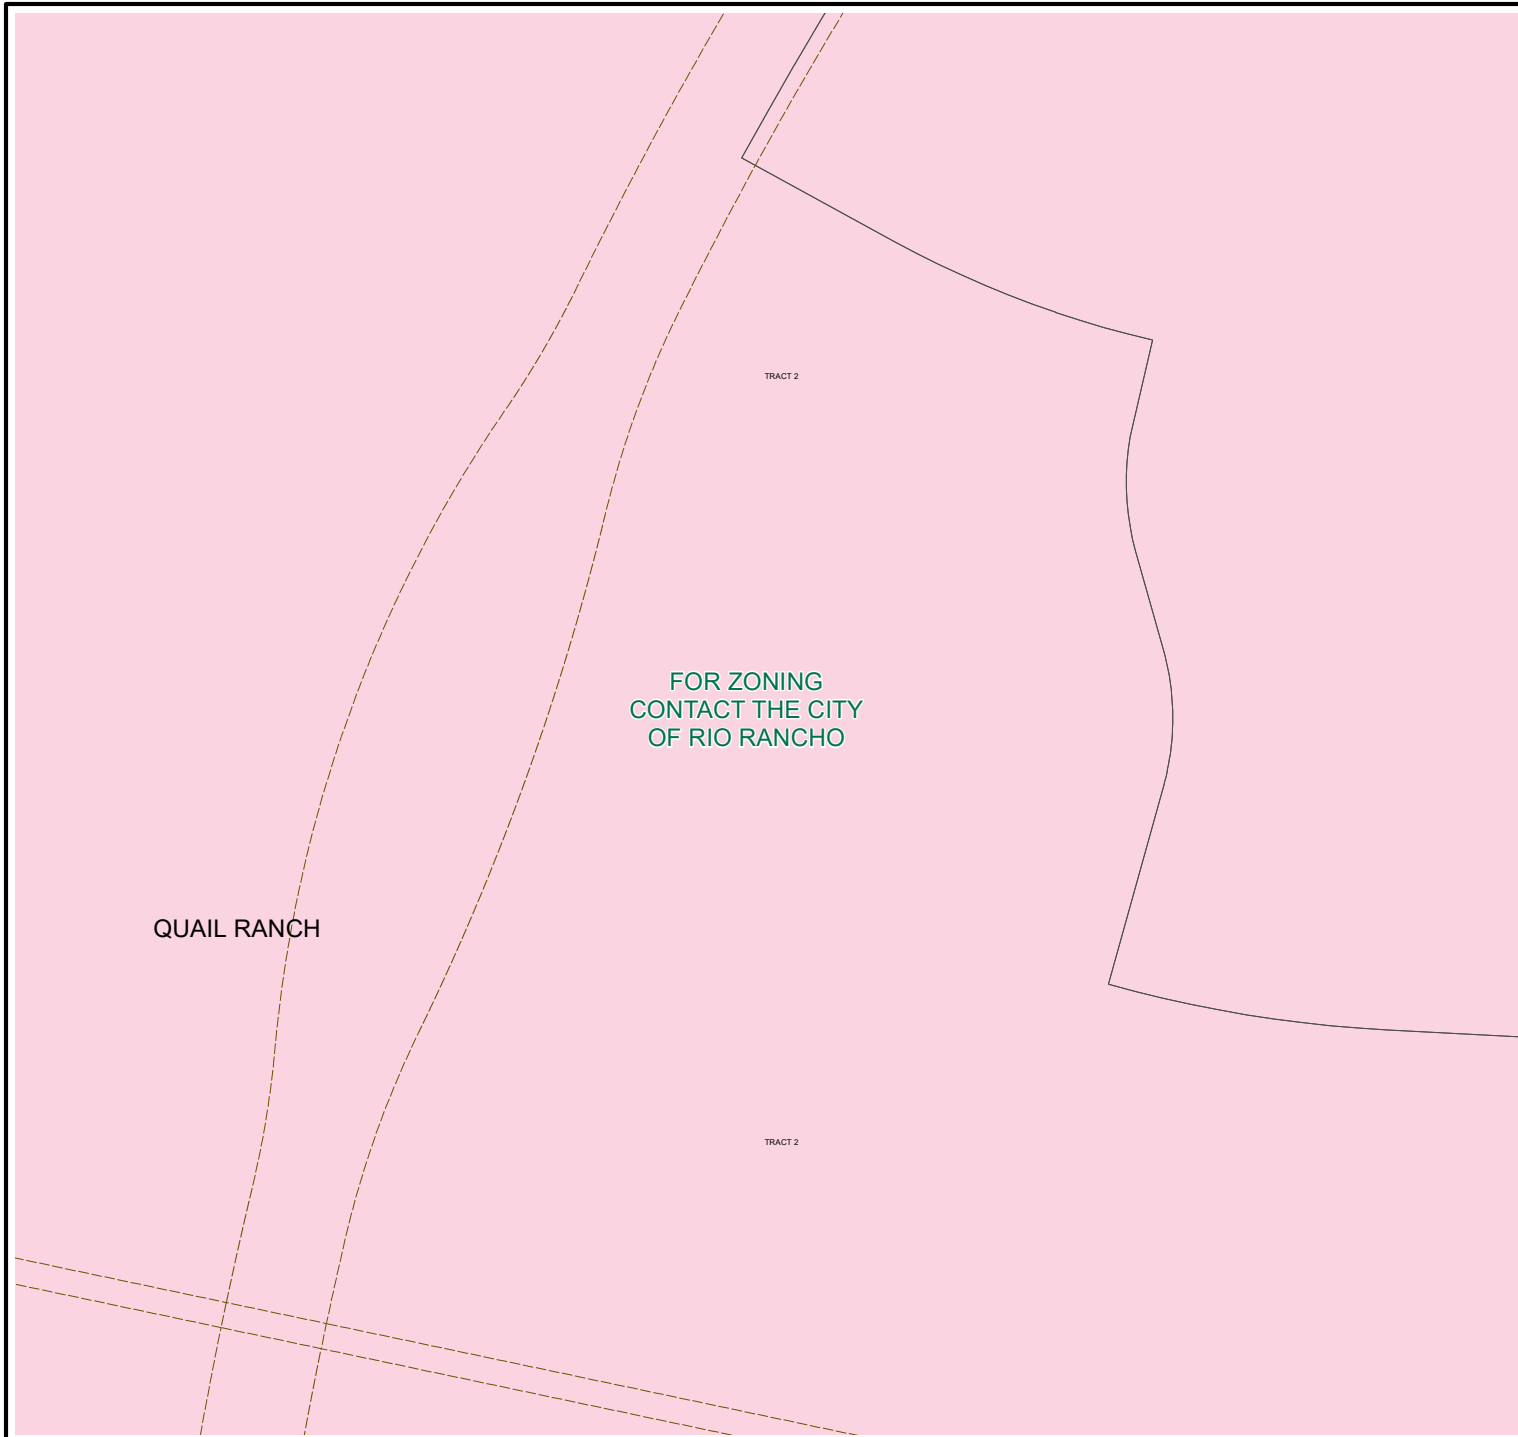 TRACT 2
FOR ZONING
CONTACT THE CITY
OF RIO RANCHO
QUAIL RANCH
TRACT 2